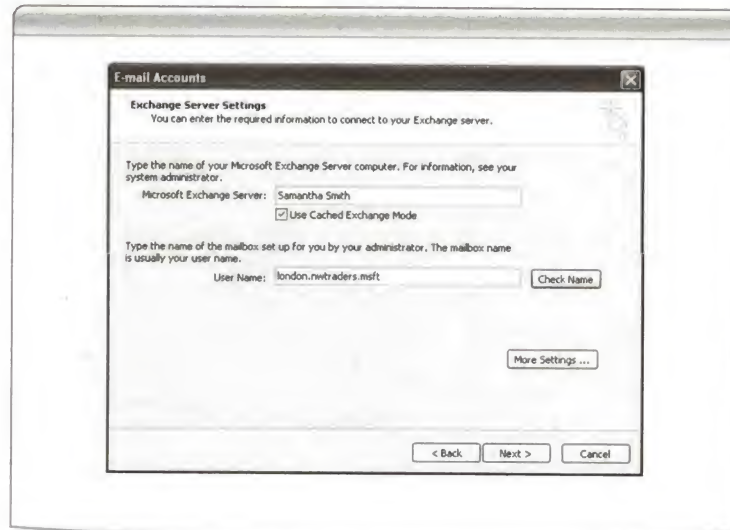 E-mail Accounts
Exchange Server Settings
You can enter the required information to connect to your Exchange server.
Type the name of your Microsoft Exchange Server computer. For information, see your
system administrator.
Microsoft Exchange Server: Samantha Smith
Use Cached Exchange Mode
Type the name of the mailbox set up for you by your administrator. The mailbox name
is usually your user name.
User Name: london.nwtraders.msft Check Name
More Settings ...
< Back Next > Cancel